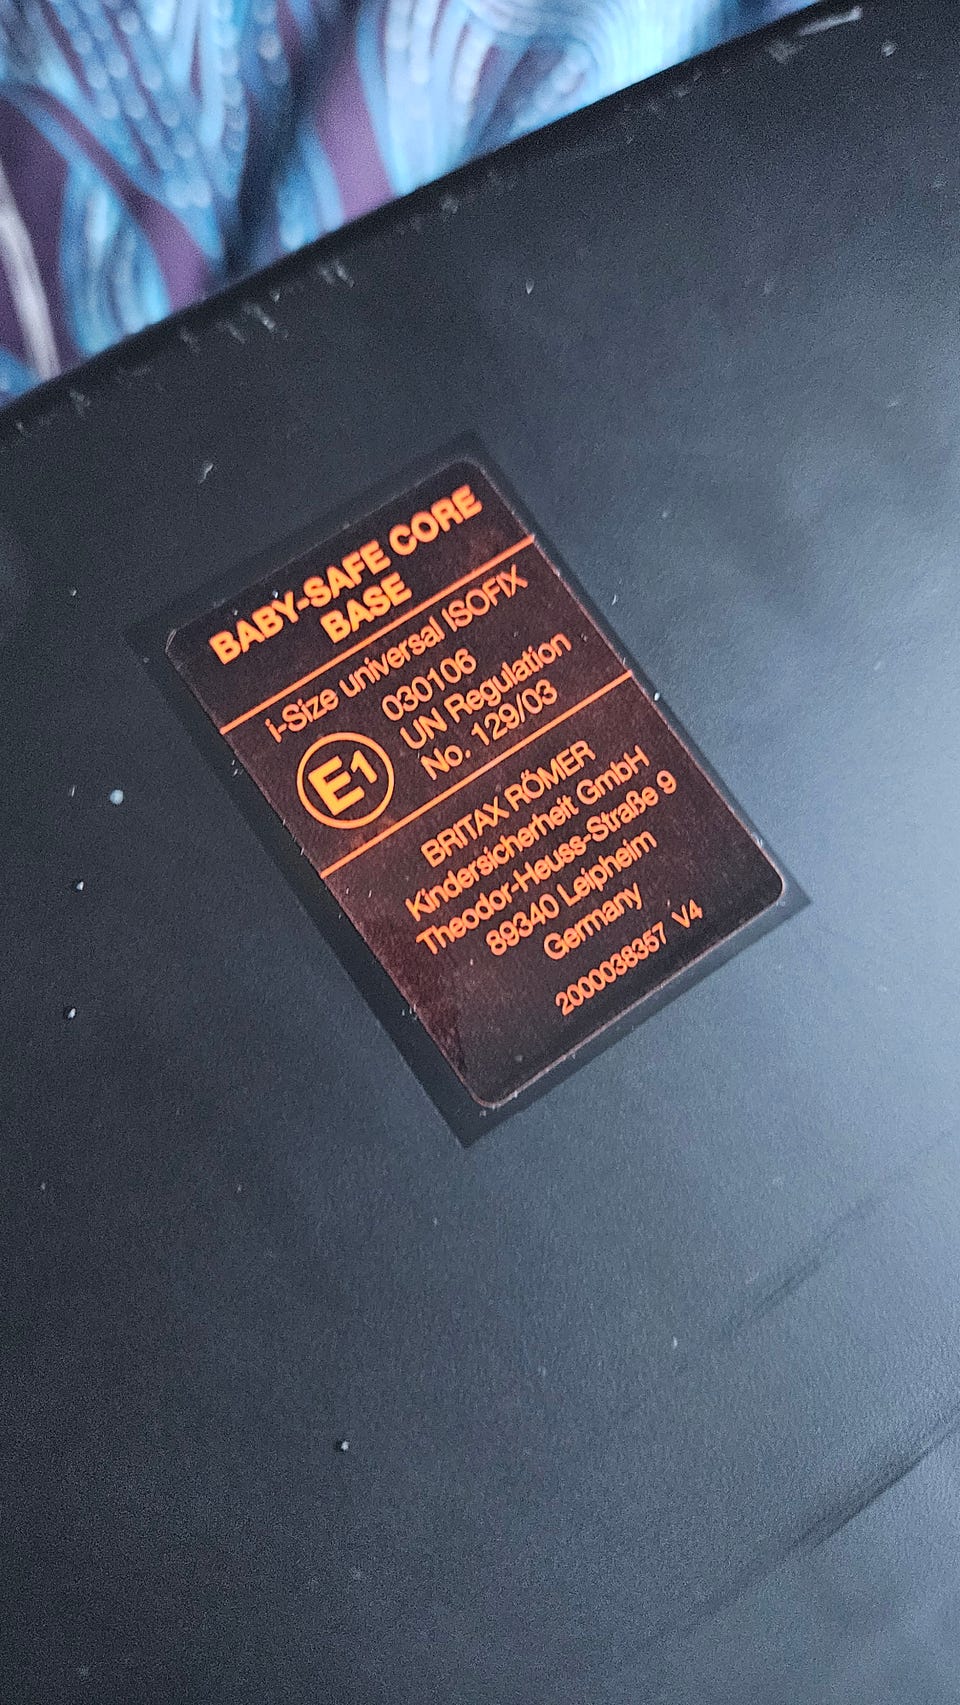 BABY-SAFE CORE
BASE
i-Size universal ISOFIX
030106
UN Regulation
No. 129/03
E1
BRITAX RÖMER
Kindersicherheit GmbH
Theodor-Heuss-Straße 9
89340 Leipheim
Germany
2000038357 V4